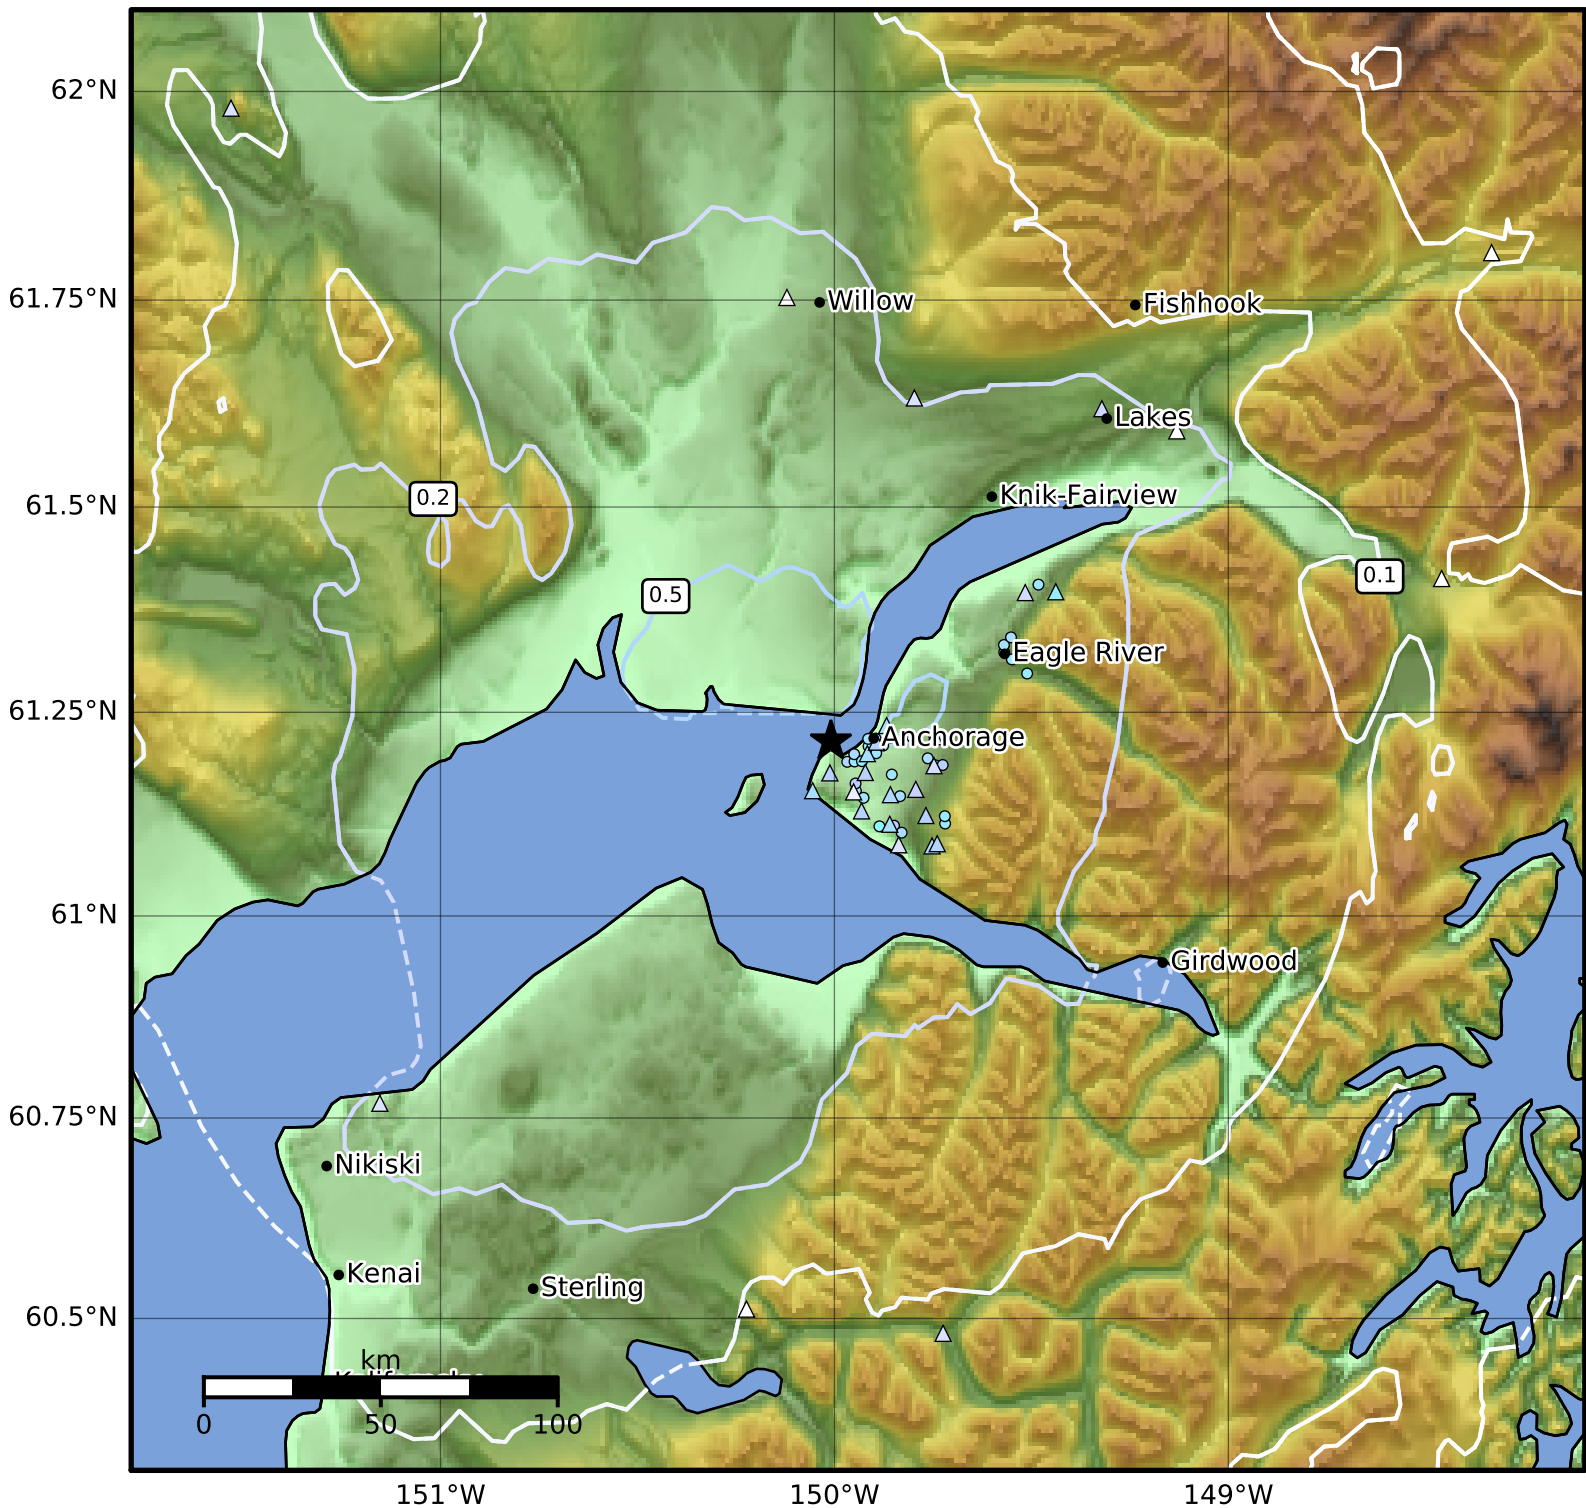 62°N
61.75°N
Willow
Fishhook
Lakes
0.2
61.5°N
Knik-Fairview
0.5
0.1
Eagle River
61.25°N
Anchorage
61°N
Girdwood
60.75°N
Nikiski
Kenai
Sterling
60.5°N
km
0 50 100
151°W 150°W 149°W